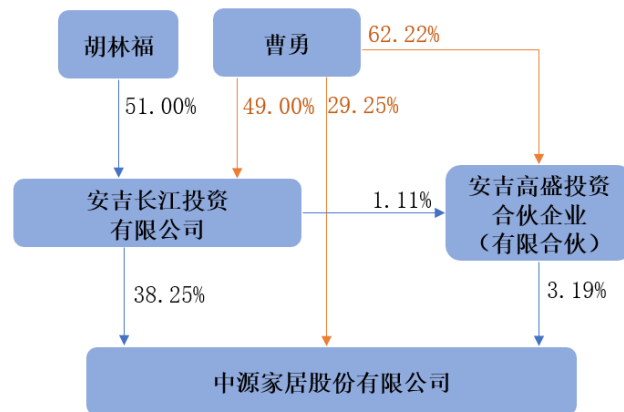 胡林福
曹勇
62.22%
51.00%
49.00%
29.25%
安吉长江投资
有限公司
1.11%
安吉高盛投资
合伙企业
（有限合伙）
38.25%
3.19%
中源家居股份有限公司